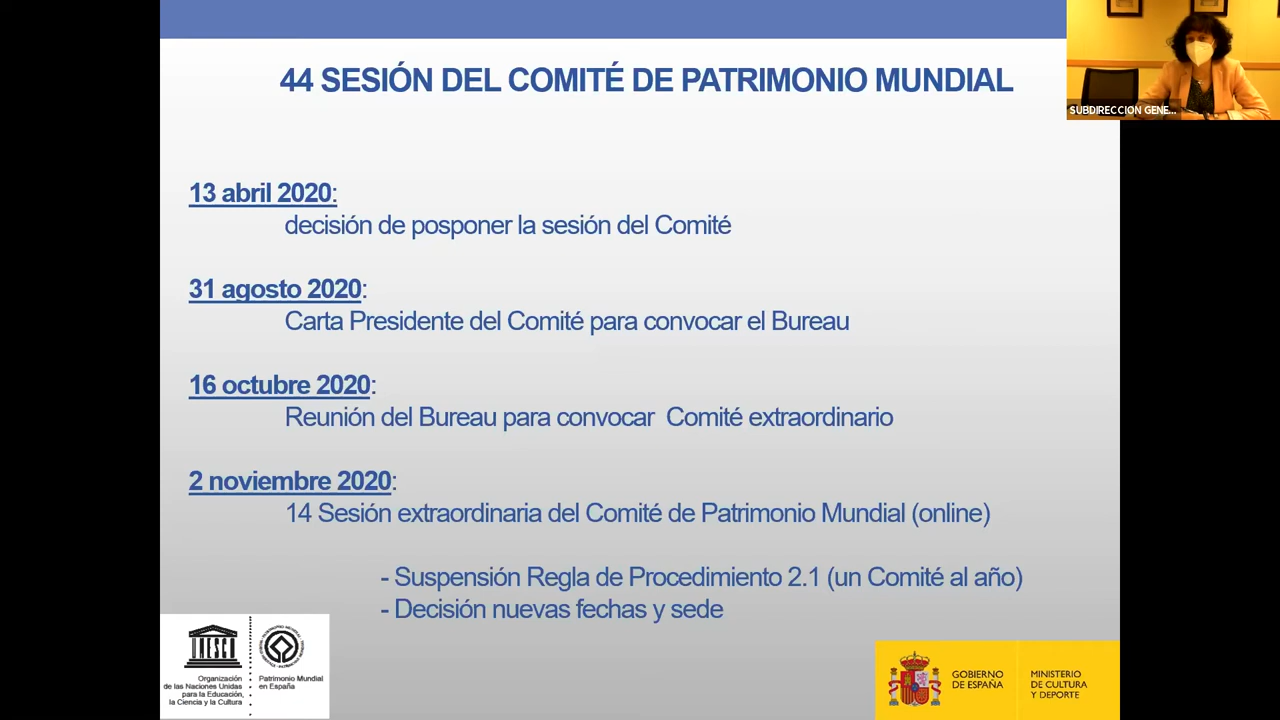 44 SESIÓN DEL COMITÉ DE PATRIMONIO MUNDIAL
SUBDIRECCION GENE...
13 abril 2020:
decisión de posponer la sesión del Comité
31 agosto 2020:
Carta Presidente del Comité para convocar el Bureau
16 octubre 2020:
Reunión del Bureau para convocar Comité extraordinario
2 noviembre 2020:
14 Sesión extraordinaria del Comité de Patrimonio Mundial (online)
- Suspensión Regla de Procedimiento 2.1 (un Comité al año)
- Decisión nuevas fechas y sede
UNESCO
Organización
de las Naciones Unidas
para la Educación,
la Ciencia y la Cultura
Patrimonio Mundial
en España
GOBIERNO
DE ESPAÑA
MINISTERIO
DE CULTURA
Y DEPORTE